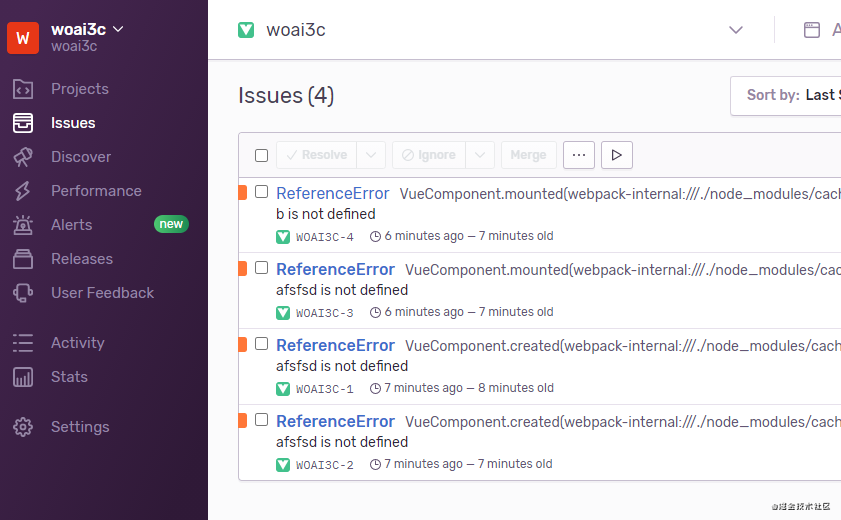 W
woai3c
woai3c
Projects
Issues
Discover
Performance
Alerts new
Releases
User Feedback
Activity
Stats
Settings
woai3c
A
Issues (4)
Sort by: Last S
Resolve Ignore Merge ...
ReferenceError VueComponent.mounted(webpack-internal:///./node_modules/cach
b is not defined
WOAI3C-4 6 minutes ago — 7 minutes old
ReferenceError VueComponent.mounted(webpack-internal:///./node_modules/cac
afsfsd is not defined
WOAI3C-3 6 minutes ago — 7 minutes old
ReferenceError VueComponent.created(webpack-internal:///./node_modules/cach
afsfsd is not defined
WOAI3C-1 7 minutes ago — 8 minutes old
ReferenceError VueComponent.created(webpack-internal:///./node_modules/cach
afsfsd is not defined
WOAI3C-2 7 minutes ago — 7 minutes old
@掘金技术社区